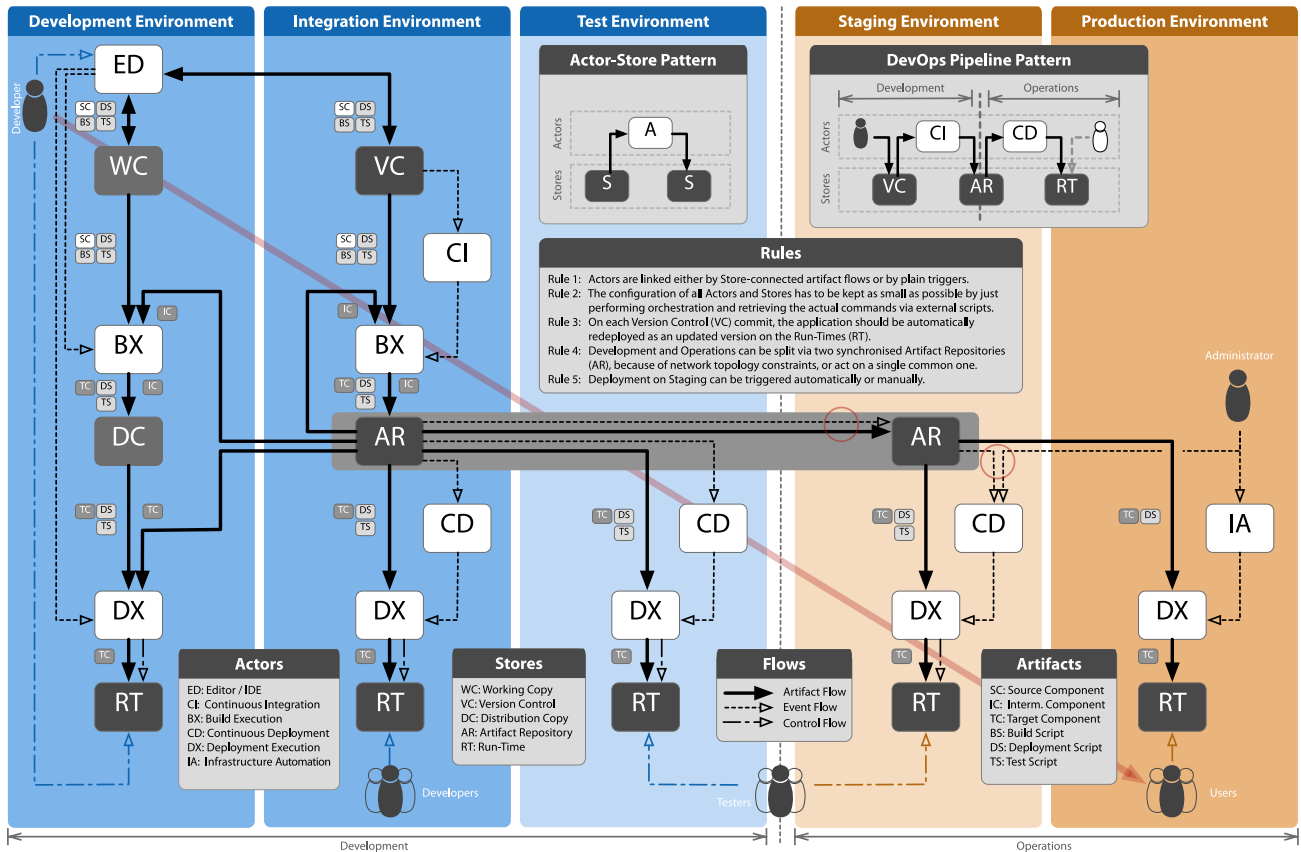 Development Environment
Integration Environment
Test Environment
Staging Environment
Production Environment
Developer
ED
SC DS
BS TS
WC
SC DS
BS TS
IC
BX
TC DS IC
TS
DC
TC DS TC
TS
DX
TC
RT
SC DS
BS TS
VC
SC DS
BS TS
CI
IC
BX
TC DS IC
TS
AR
TC DS
TS
CD
DX
TC
RT
Developers
Actor-Store Pattern
Actors
Stores
A
S
S
DevOps Pipeline Pattern
Development
Operations
Actors
Stores
CI
CD
VC
AR
RT
Rules
Rule 1: Actors are linked either by Store-connected artifact flows or by plain triggers.
Rule 2: The configuration of all Actors and Stores has to be kept as small as possible by just
performing orchestration and retrieving the actual commands via external scripts.
Rule 3: On each Version Control (VC) commit, the application should be automatically
redeployed as an updated version on the Run-Times (RT).
Rule 4: Development and Operations can be split via two synchronised Artifact Repositories
(AR), because of network topology constraints, or act on a single common one.
Rule 5: Deployment on Staging can be triggered automatically or manually.
TC DS
TS
CD
DX
TC
RT
Testers
AR
TC DS
TS
CD
DX
TC
RT
Administrator
TC DS
IA
DX
TC
RT
Users
Actors
ED: Editor / IDE
CI: Continuous Integration
BX: Build Execution
CD: Continuous Deployment
DX: Deployment Execution
IA: Infrastructure Automation
Stores
WC: Working Copy
VC: Version Control
DC: Distribution Copy
AR: Artifact Repository
RT: Run-Time
Flows
Artifact Flow
Event Flow
Control Flow
Artifacts
SC: Source Component
IC: Interm. Component
TC: Target Component
BS: Build Script
DS: Deployment Script
TS: Test Script
Development
Operations